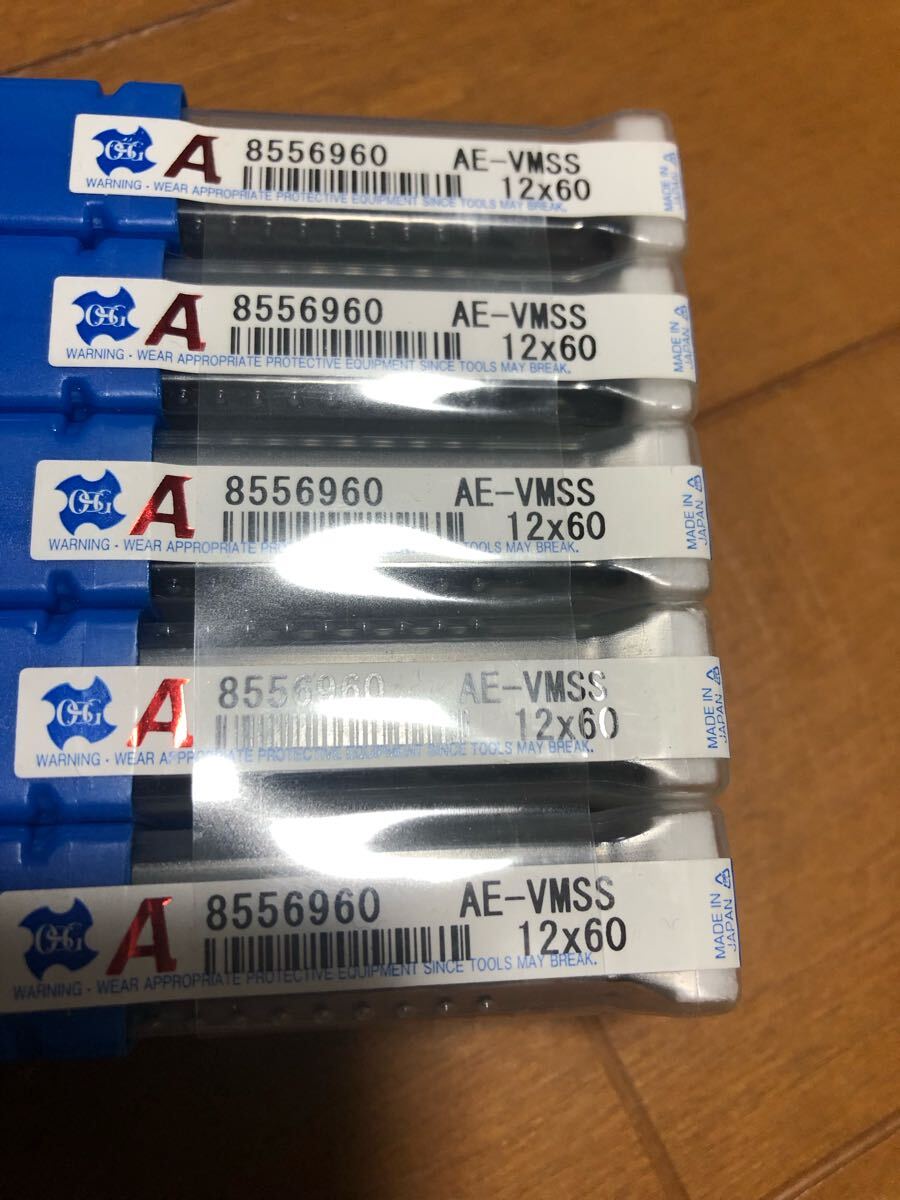 OSG A 8556960 AE-VMSS
12x60
WARNING - WEAR APPROPRIATE PROTECTIVE EQUIPMENT SINCE TOOLS MAY BREAK.
MADE IN
JAPAN
OSG A 8556960 AE-VMSS
12x60
WARNING - WEAR APPROPRIATE PROTECTIVE EQUIPMENT SINCE TOOLS MAY BREAK.
MADE IN
JAPAN
OSG A 8556960 AE-VMSS
12x60
WARNING - WEAR APPROPRIATE TOOLS MAY BREAK.
MADE IN
JAPAN
OSG A 8556960 AE-VMSS
12x60
WARNING - WEAR APPROPRIATE PROTECTIVE EQUIPMENT SINCE TOOLS MAY BREAK.
MADE IN
JAPAN
OSG A 8556960 AE-VMSS
12x60
WARNING - WEAR APPROPRIATE PROTECTIVE EQUIPMENT SINCE TOOLS MAY BREAK.
MADE IN
JAPAN